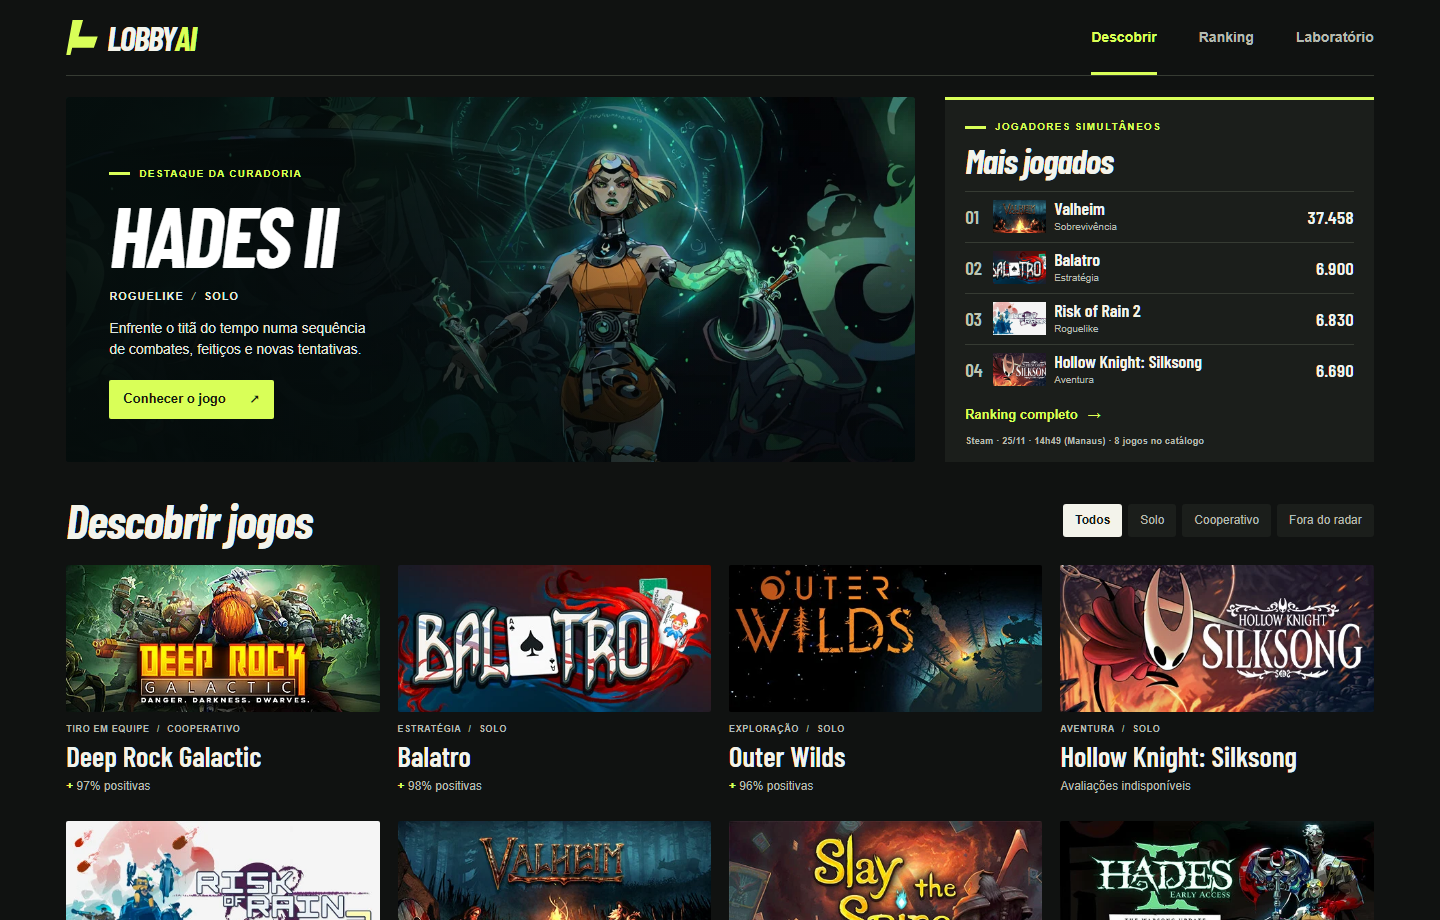 LOBBYAI
Descobrir
Ranking
Laboratório
DESTAQUE DA CURADORIA
HADES II
ROGUELIKE / SOLO
Enfrente o titã do tempo numa sequência
de combates, feitiços e novas tentativas.
Conhecer o jogo ↗
JOGADORES SIMULTÂNEOS
Mais jogados
01 Valheim 37.458
Sobrevivência
02 Balatro 6.900
Estratégia
03 Risk of Rain 2 6.830
Roguelike
04 Hollow Knight: Silksong 6.690
Aventura
Ranking completo →
Steam · 25/11 · 14h49 (Manaus) · 8 jogos no catálogo
Descobrir jogos
Todos
Solo
Cooperativo
Fora do radar
DEEP ROCK
GALACTIC
DANGER. DARKNESS. DWARVES.
TIRO EM EQUIPE / COOPERATIVO
Deep Rock Galactic
+ 97% positivas
BALATRO
ESTRATÉGIA / SOLO
Balatro
+ 98% positivas
OUTER
WILDS
EXPLORAÇÃO / SOLO
Outer Wilds
+ 96% positivas
HOLLOW KNIGHT
SILKSONG
AVENTURA / SOLO
Hollow Knight: Silksong
Avaliações indisponíveis
RISK
OF RAIN 2
VALHEIM
Slay
the
Spire
HADES II
EARLY ACCESS